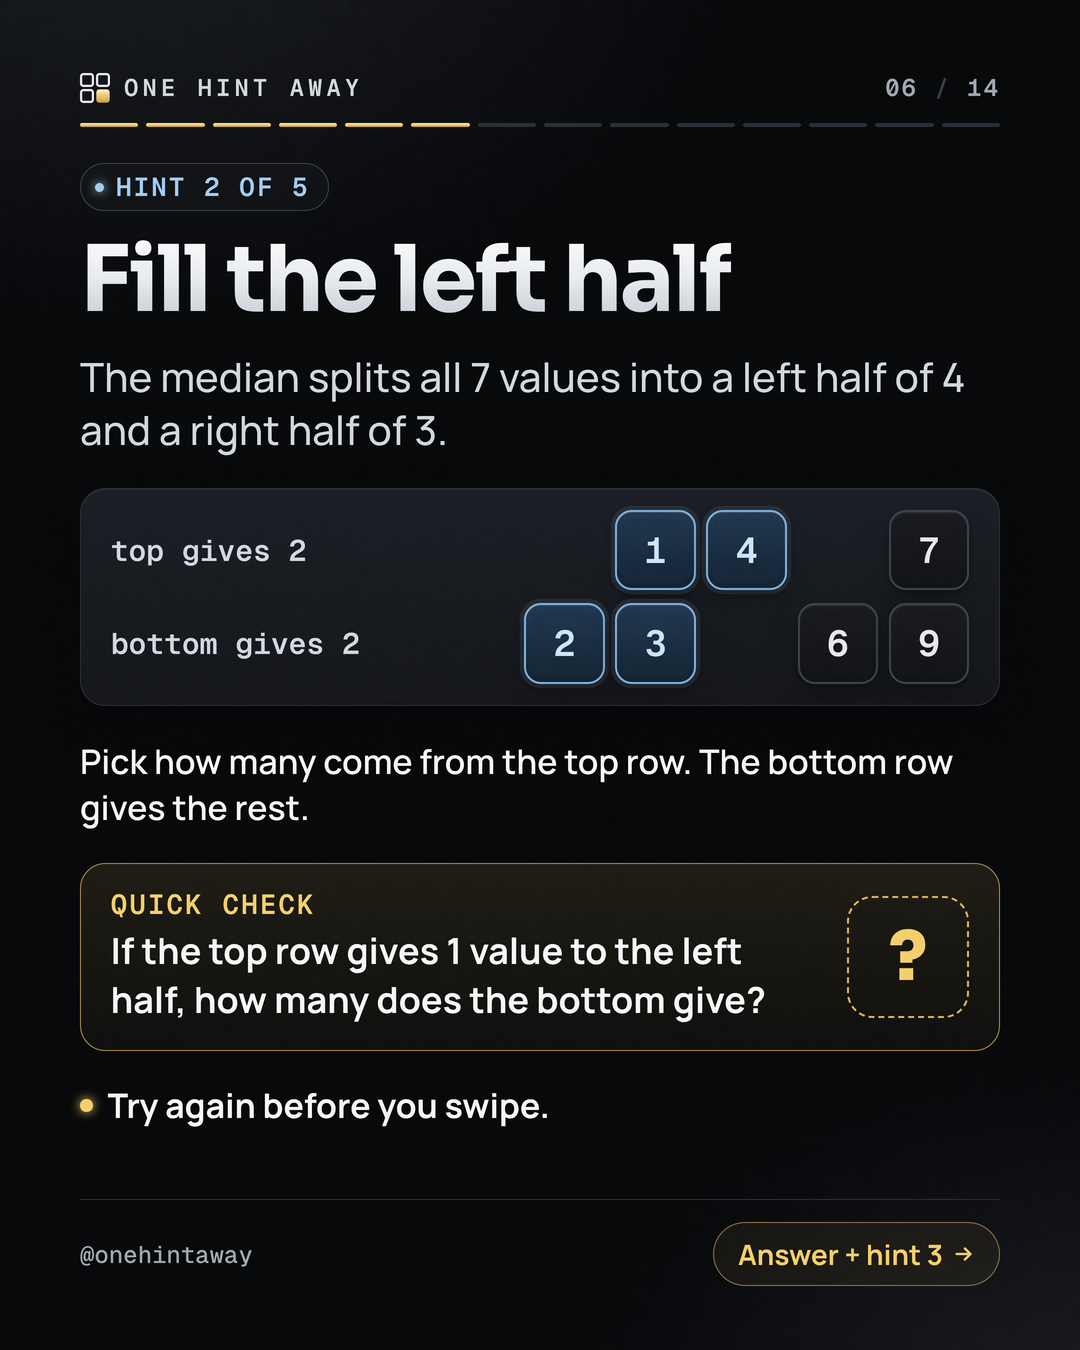 ONE HINT AWAY
06 / 14
HINT 2 OF 5
Fill the left half
The median splits all 7 values into a left half of 4
and a right half of 3.
top gives 2 1 4 7
bottom gives 2 2 3 6 9
Pick how many come from the top row. The bottom row
gives the rest.
QUICK CHECK
If the top row gives 1 value to the left
half, how many does the bottom give?
?
Try again before you swipe.
@onehintaway
Answer + hint 3 →